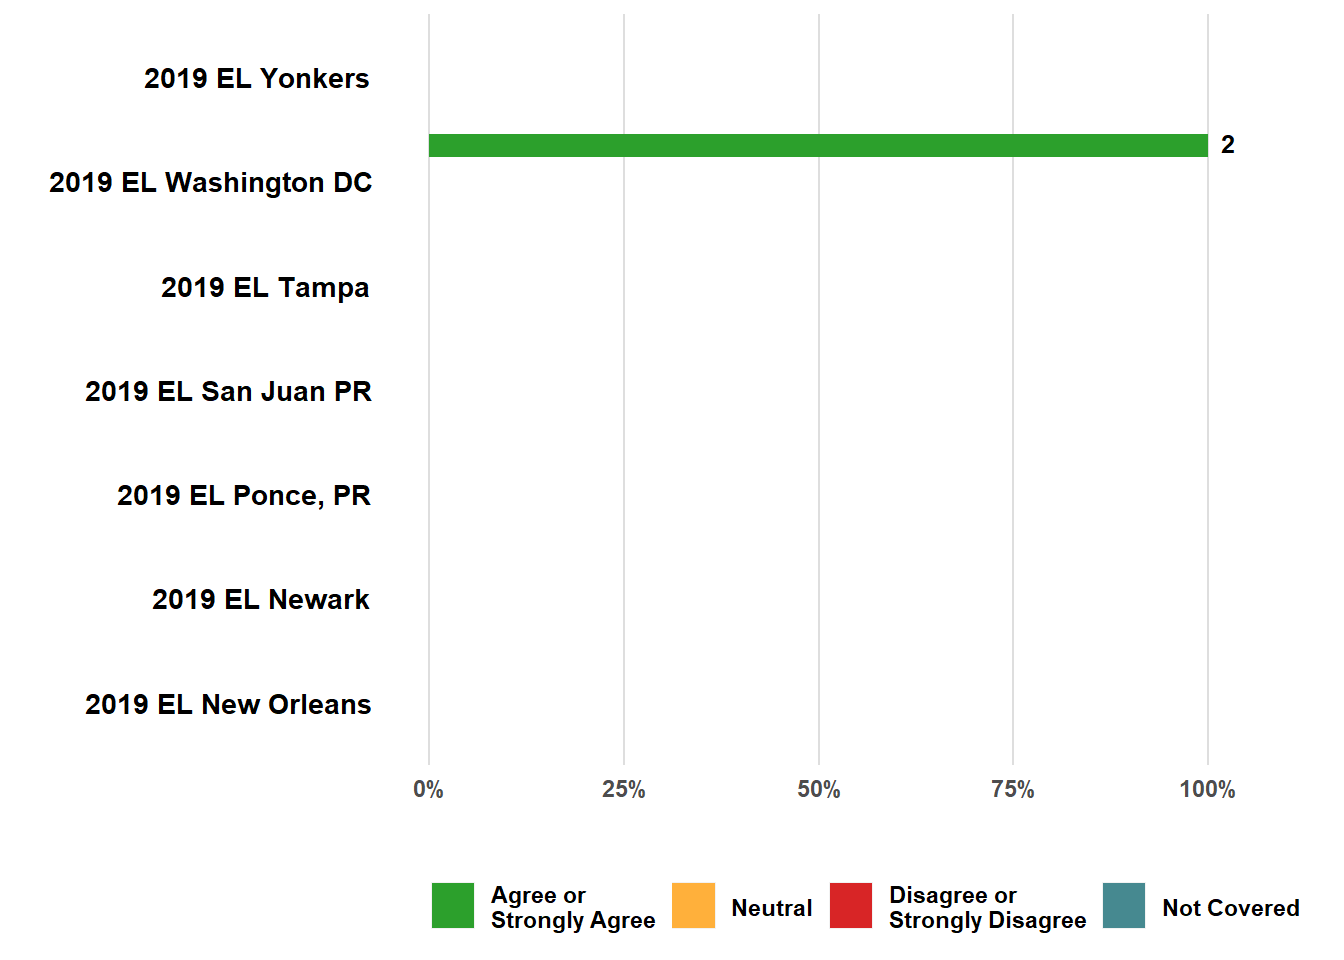 2019 EL Yonkers
2
2019 EL Washington DC
2019 EL Tampa
2019 EL San Juan PR
2019 EL Ponce, PR
2019 EL Newark
2019 EL New Orleans
0% 25% 50% 75% 100%
Agree or
Strongly Agree
Neutral
Disagree or
Strongly Disagree
Not Covered